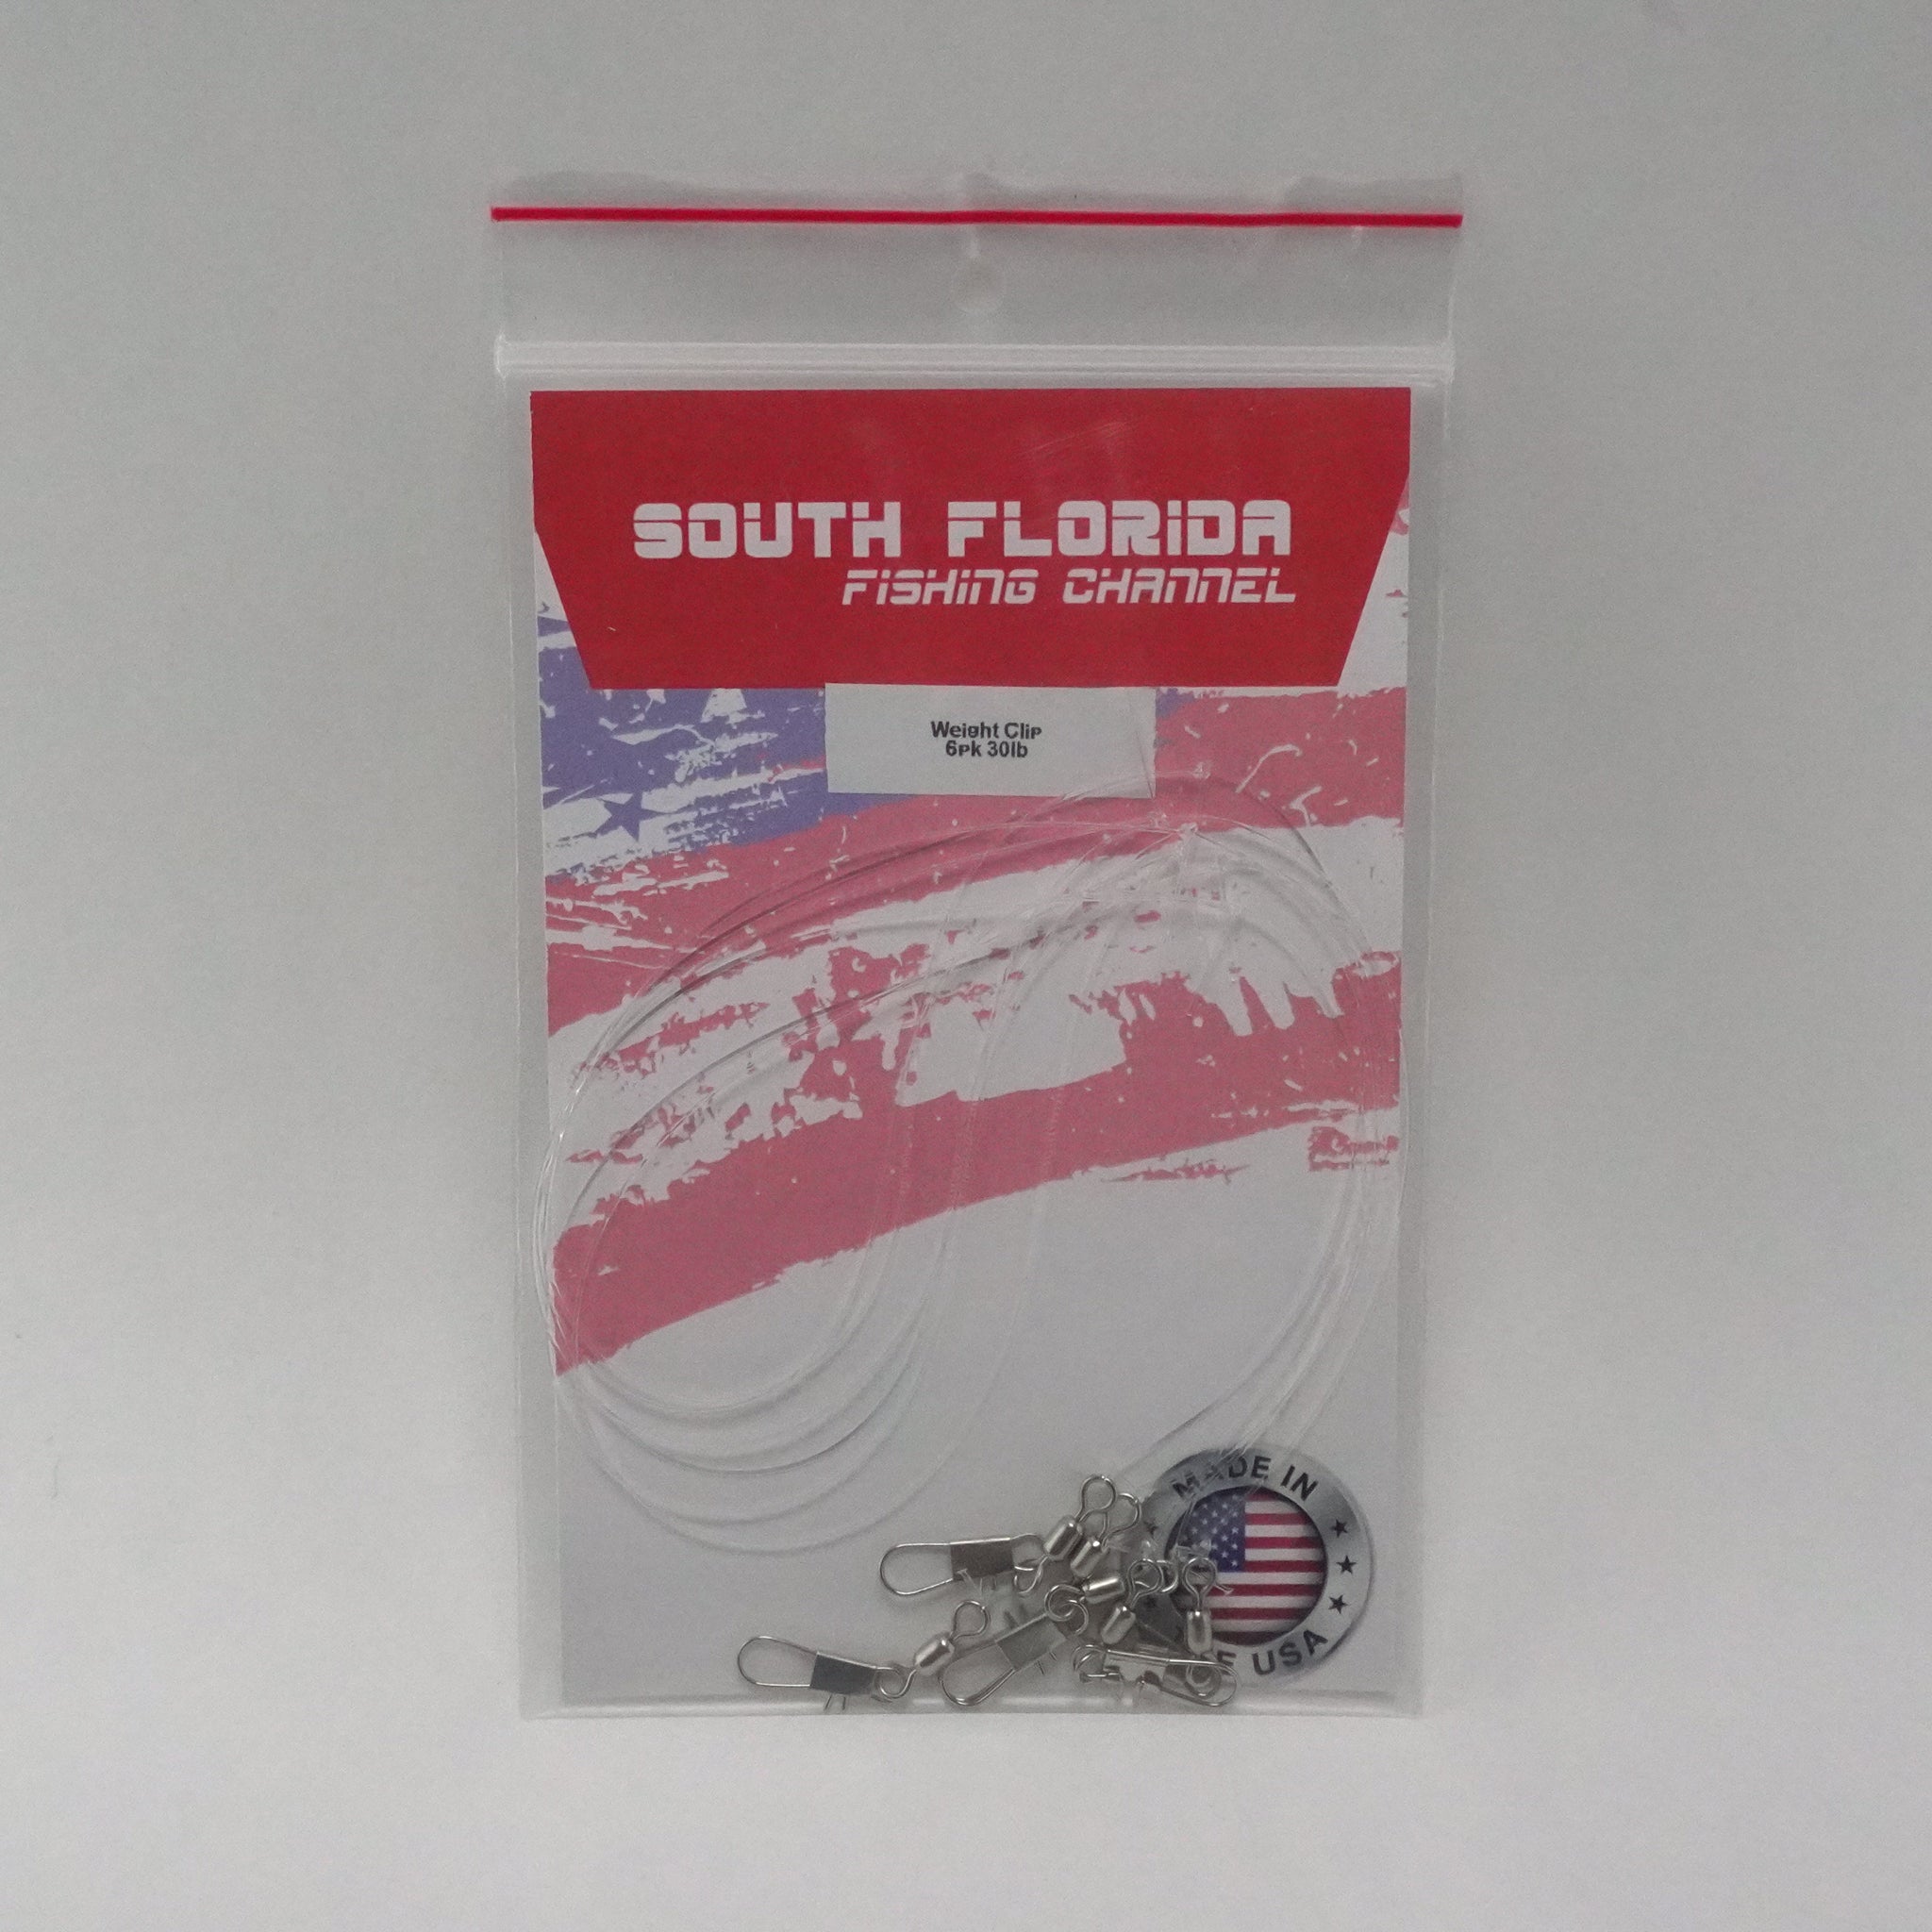 SOUTH FLORIDA
FISHING CHANNEL
Weight Clip
6pk 30lb
MADE IN
USA